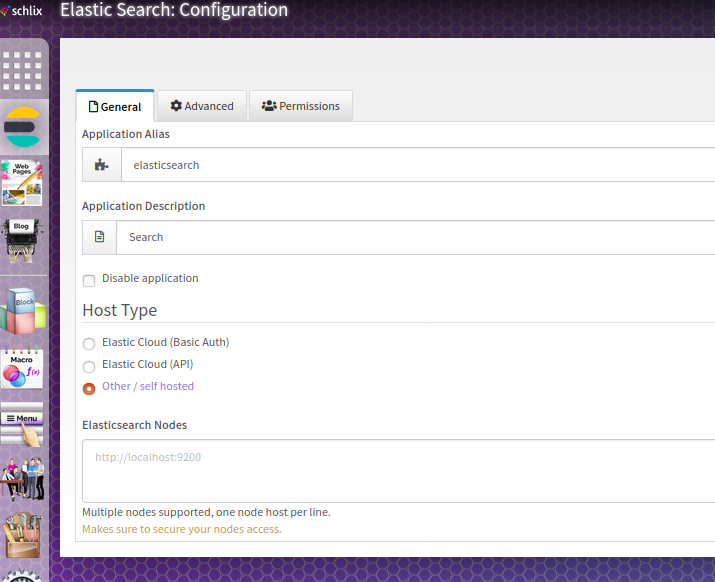 schlix
Elastic Search: Configuration
General
Advanced
Permissions
Application Alias
elasticsearch
Application Description
Search
Disable application
Host Type
Elastic Cloud (Basic Auth)
Elastic Cloud (API)
Other / self hosted
Elasticsearch Nodes
http://localhost:9200
Multiple nodes supported, one node host per line.
Makes sure to secure your nodes access.
Web
Pages
Blog
Block
Macro
f(x)
Menu